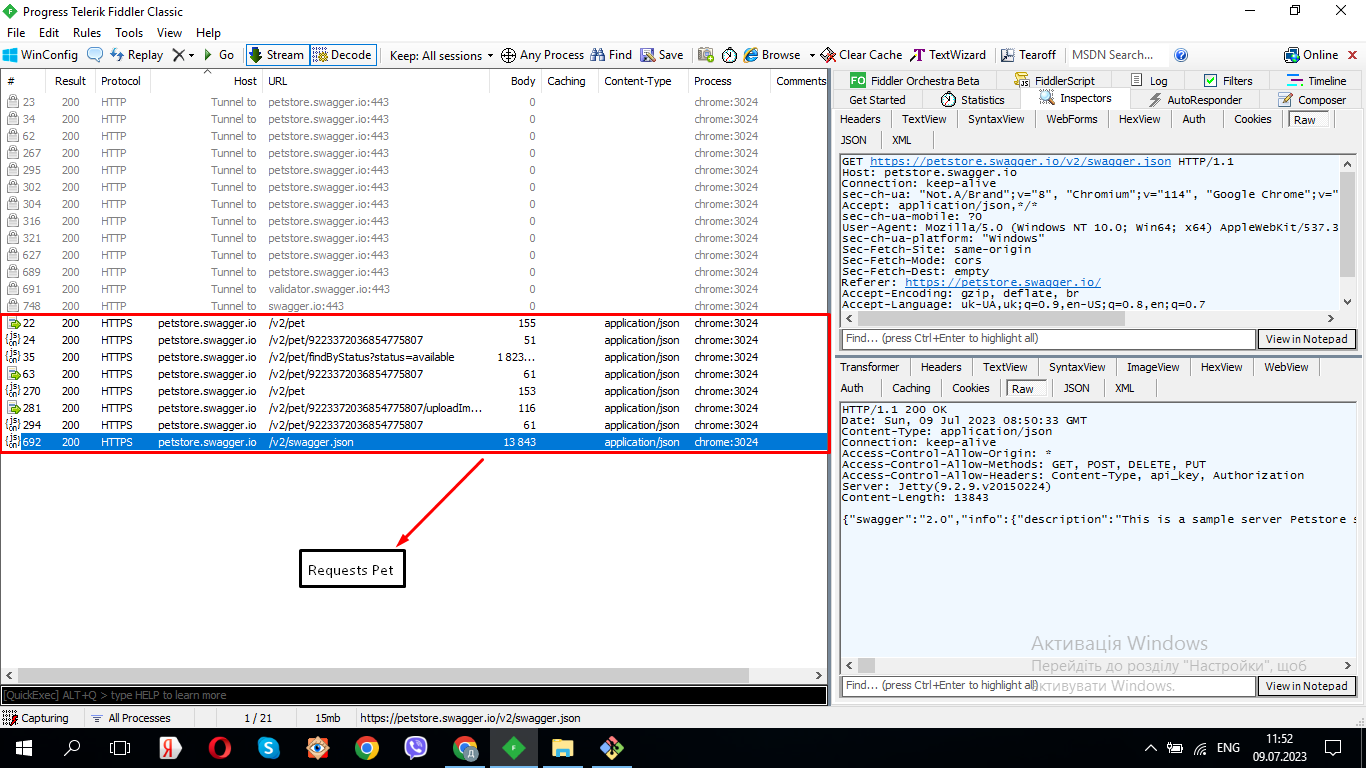 Progress Telerik Fiddler Classic
File Edit Rules Tools View Help
WinConfig Replay Go Stream Decode Keep: All sessions Any Process Find Save Browse Clear Cache TextWizard Tearoff MSDN Search... Online
# Result Protocol Host URL Body Caching Content-Type Process Comments
23 200 HTTP Tunnel to petstore.swagger.io:443 0 chrome:3024
34 200 HTTP Tunnel to petstore.swagger.io:443 0 chrome:3024
62 200 HTTP Tunnel to petstore.swagger.io:443 0 chrome:3024
267 200 HTTP Tunnel to petstore.swagger.io:443 0 chrome:3024
295 200 HTTP Tunnel to petstore.swagger.io:443 0 chrome:3024
302 200 HTTP Tunnel to petstore.swagger.io:443 0 chrome:3024
304 200 HTTP Tunnel to petstore.swagger.io:443 0 chrome:3024
316 200 HTTP Tunnel to petstore.swagger.io:443 0 chrome:3024
321 200 HTTP Tunnel to petstore.swagger.io:443 0 chrome:3024
627 200 HTTP Tunnel to petstore.swagger.io:443 0 chrome:3024
689 200 HTTP Tunnel to petstore.swagger.io:443 0 chrome:3024
691 200 HTTP Tunnel to validator.swagger.io:443 0 chrome:3024
748 200 HTTP Tunnel to swagger.io:443 0 chrome:3024
22 200 HTTPS petstore.swagger.io /v2/pet 155 application/json chrome:3024
24 200 HTTPS petstore.swagger.io /v2/pet/9223372036854775807 51 application/json chrome:3024
35 200 HTTPS petstore.swagger.io /v2/pet/findByStatus?status=available 1 823... application/json chrome:3024
63 200 HTTPS petstore.swagger.io /v2/pet/9223372036854775807 61 application/json chrome:3024
270 200 HTTPS petstore.swagger.io /v2/pet 153 application/json chrome:3024
281 200 HTTPS petstore.swagger.io /v2/pet/9223372036854775807/uploadIm... 116 application/json chrome:3024
294 200 HTTPS petstore.swagger.io /v2/pet/9223372036854775807 61 application/json chrome:3024
692 200 HTTPS petstore.swagger.io /v2/swagger.json 13 843 application/json chrome:3024
Requests Pet
[QuickExec] ALT+Q > type HELP to learn more
FO Fiddler Orchestra Beta FiddlerScript Log Filters Timeline
Get Started Statistics Inspectors AutoResponder Composer
Headers TextView SyntaxView WebForms HexView Auth Cookies Raw
JSON XML
GET https://petstore.swagger.io/v2/swagger.json HTTP/1.1
Host: petstore.swagger.io
Connection: keep-alive
sec-ch-ua: "Not.A/Brand";v="8", "Chromium";v="114", "Google Chrome";v="
Accept: application/json,*/*
sec-ch-ua-mobile: ?0
User-Agent: Mozilla/5.0 (Windows NT 10.0; Win64; x64) AppleWebKit/537.3
sec-ch-ua-platform: "Windows"
Sec-Fetch-Site: same-origin
Sec-Fetch-Mode: cors
Sec-Fetch-Dest: empty
Referer: https://petstore.swagger.io/
Accept-Encoding: gzip, deflate, br
Accept-Language: uk-UA,uk;q=0.9,en-US;q=0.8,en;q=0.7
Find... (press Ctrl+Enter to highlight all) View in Notepad
Transformer Headers TextView SyntaxView ImageView HexView WebView
Auth Caching Cookies Raw JSON XML
HTTP/1.1 200 OK
Date: Sun, 09 Jul 2023 08:50:33 GMT
Content-Type: application/json
Connection: keep-alive
Access-Control-Allow-Origin: *
Access-Control-Allow-Methods: GET, POST, DELETE, PUT
Access-Control-Allow-Headers: Content-Type, api_key, Authorization
Server: Jetty(9.2.9.v20150224)
Content-Length: 13843
{"swagger":"2.0","info":{"description":"This is a sample server Petstore s
Активація Windows
Перейдіть до розділу "Настройки", щоб
активувати Windows.
Find... (press Ctrl+Enter to highlight all) View in Notepad
Capturing All Processes 1 / 21 15mb https://petstore.swagger.io/v2/swagger.json
ENG 11:52
09.07.2023